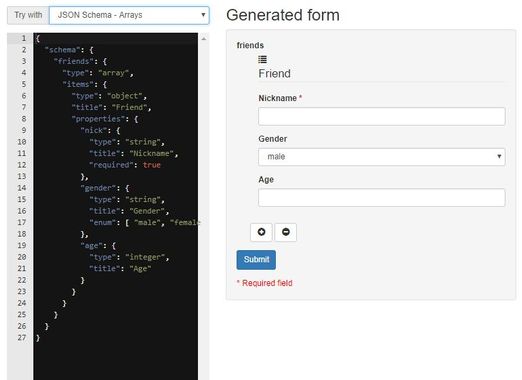 Try with JSON Schema - Arrays
1 {
2 "schema": {
3 "friends": {
4 "type": "array",
5 "items": {
6 "type": "object",
7 "title": "Friend",
8 "properties": {
9 "nick": {
10 "type": "string",
11 "title": "Nickname",
12 "required": true
13 },
14 "gender": {
15 "type": "string",
16 "title": "Gender",
17 "enum": [ "male", "female
18 },
19 "age": {
20 "type": "integer",
21 "title": "Age"
22 }
23 }
24 }
25 }
26 }
27 }
Generated form
friends
Friend
Nickname *
Gender
male
Age
Submit
* Required field